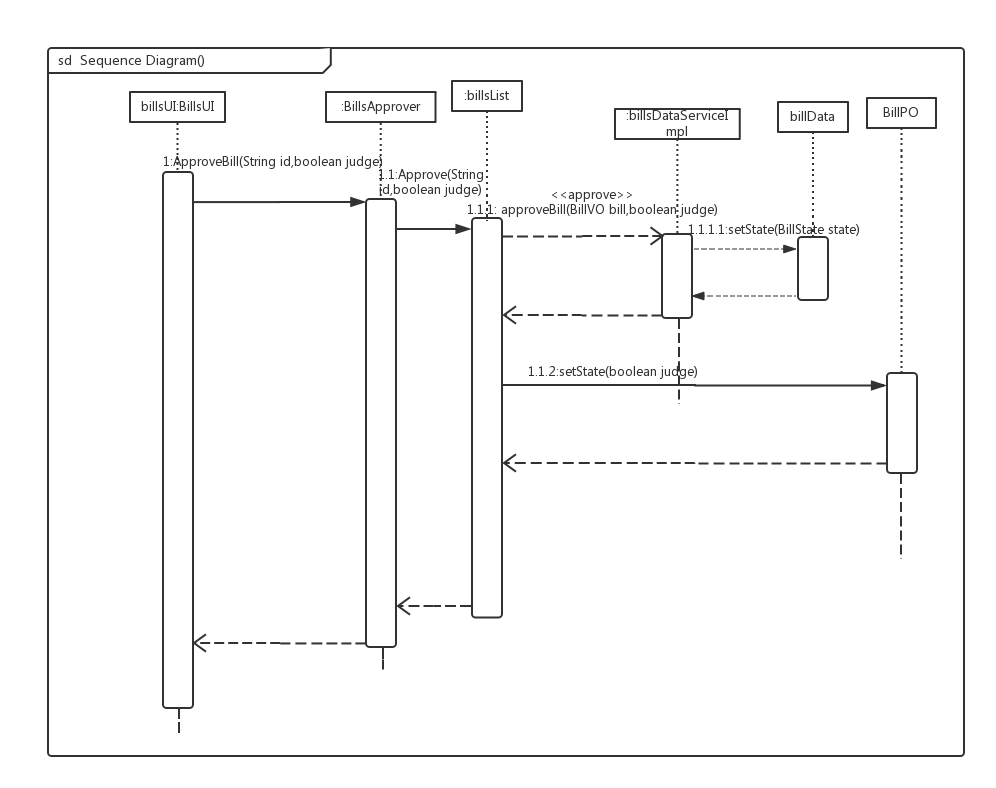 sd  Sequence Diagram()
billsUI:BillsUI
:BillsApprover
:billsList
:billsDataServiceI
mpl
billData
BillPO
1:ApproveBill(String id,boolean judge)
1.1:Approve(String
id,boolean judge)
<<approve>>
1.1.1: approveBill(BillVO bill,boolean judge)
1.1.1.1:setState(BillState state)
1.1.2:setState(boolean judge)